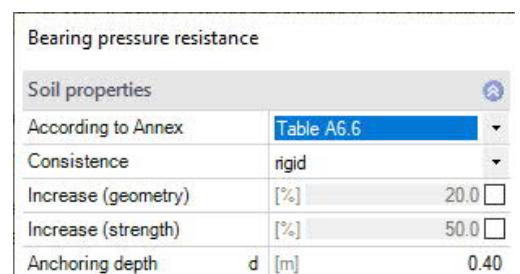 Bearing pressure resistance
Soil properties
According to Annex Table A6.6
Consistence rigid
Increase (geometry) [%] 20.0
Increase (strength) [%] 50.0
Anchoring depth d [m] 0.40